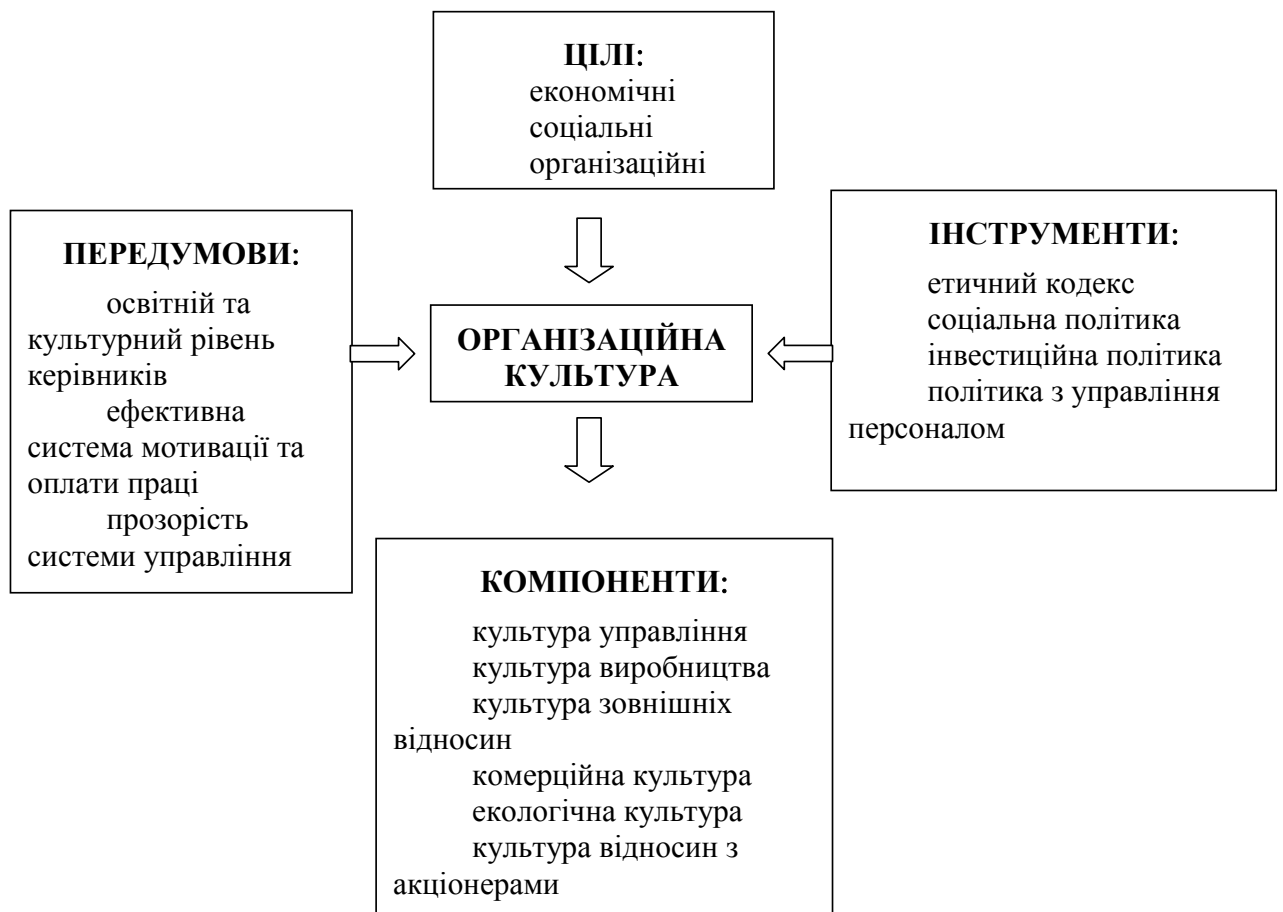 ЦІЛІ:
економічні
соціальні
організаційні
ПЕРЕДУМОВИ:
освітній та
культурний рівень
керівників
ефективна
система мотивації та
оплати праці
прозорість
системи управління
ОРГАНІЗАЦІЙНА
КУЛЬТУРА
ІНСТРУМЕНТИ:
етичний кодекс
соціальна політика
інвестиційна політика
політика з управління
персоналом
КОМПОНЕНТИ:
культура управління
культура виробництва
культура зовнішніх
відносин
комерційна культура
екологічна культура
культура відносин з
акціонерами